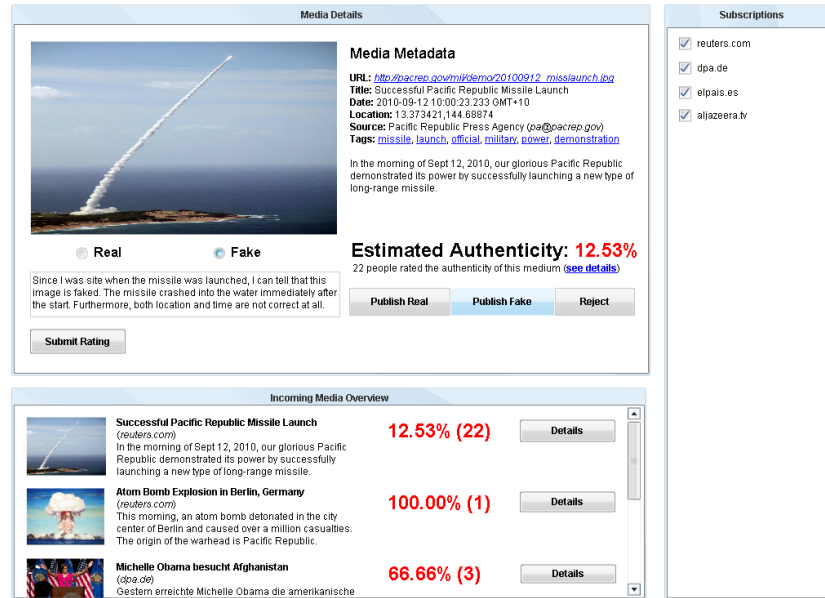 Media Details
Media Metadata
URL: http://pacrep.gov/mil/demo/20100912_misslaunch.jpg
Title: Successful Pacific Republic Missile Launch
Date: 2010-09-12 10:00:23.233 GMT+10
Location: 13.373421,144.68874
Source: Pacific Republic Press Agency (pa@pacrep.gov)
Tags: missile, launch, official, military, power, demonstration
In the morning of Sept 12, 2010, our glorious Pacific Republic
demonstrated its power by successfully launching a new type of
long-range missile.
Real
Fake
Since I was site when the missile was launched, I can tell that this
image is faked. The missile crashed into the water immediately after
the start. Furthermore, both location and time are not correct at all.
Submit Rating
Estimated Authenticity: 12.53%
22 people rated the authenticity of this medium (see details)
Publish Real
Publish Fake
Reject
Subscriptions
reuters.com
dpa.de
elpais.es
aljazeera.tv
Incoming Media Overview
Successful Pacific Republic Missile Launch
(reuters.com)
In the morning of Sept 12, 2010, our glorious Pacific
Republic demonstrated its power by successfully
launching a new type of long-range missile.
12.53% (22)
Details
Atom Bomb Explosion in Berlin, Germany
(reuters.com)
This morning, an atom bomb detonated in the city
center of Berlin and caused over a million casualties.
The origin of the warhead is Pacific Republic.
100.00% (1)
Details
Michelle Obama besucht Afghanistan
(dpa.de)
Gestern erreichte Michelle Obama die amerikanische
66.66% (3)
Details